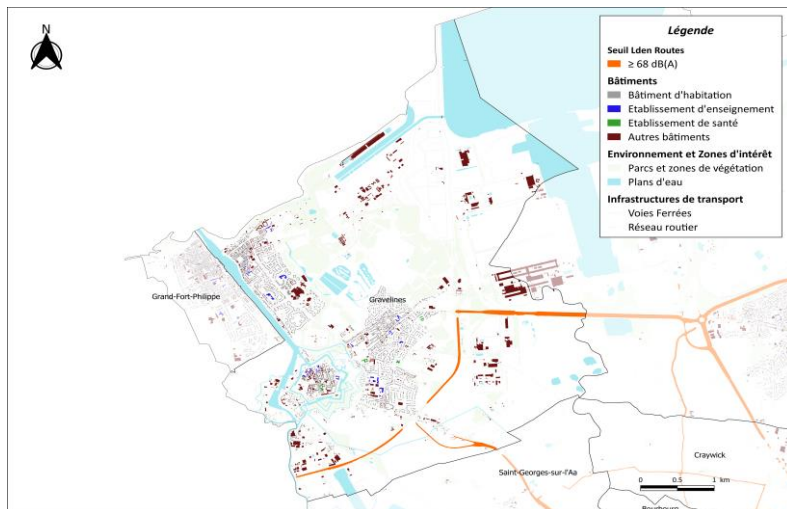 N
Légende
Seuil Lden Routes
≥ 68 dB(A)
Bâtiments
Bâtiment d'habitation
Etablissement d'enseignement
Etablissement de santé
Autres bâtiments
Environnement et Zones d'intérêt
Parcs et zones de végétation
Plans d'eau
Infrastructures de transport
Voies Ferrées
Réseau routier
Grand-Fort-Philippe
Gravelines
Craywick
Saint-Georges-sur-l'Aa
0 0.5 1 km